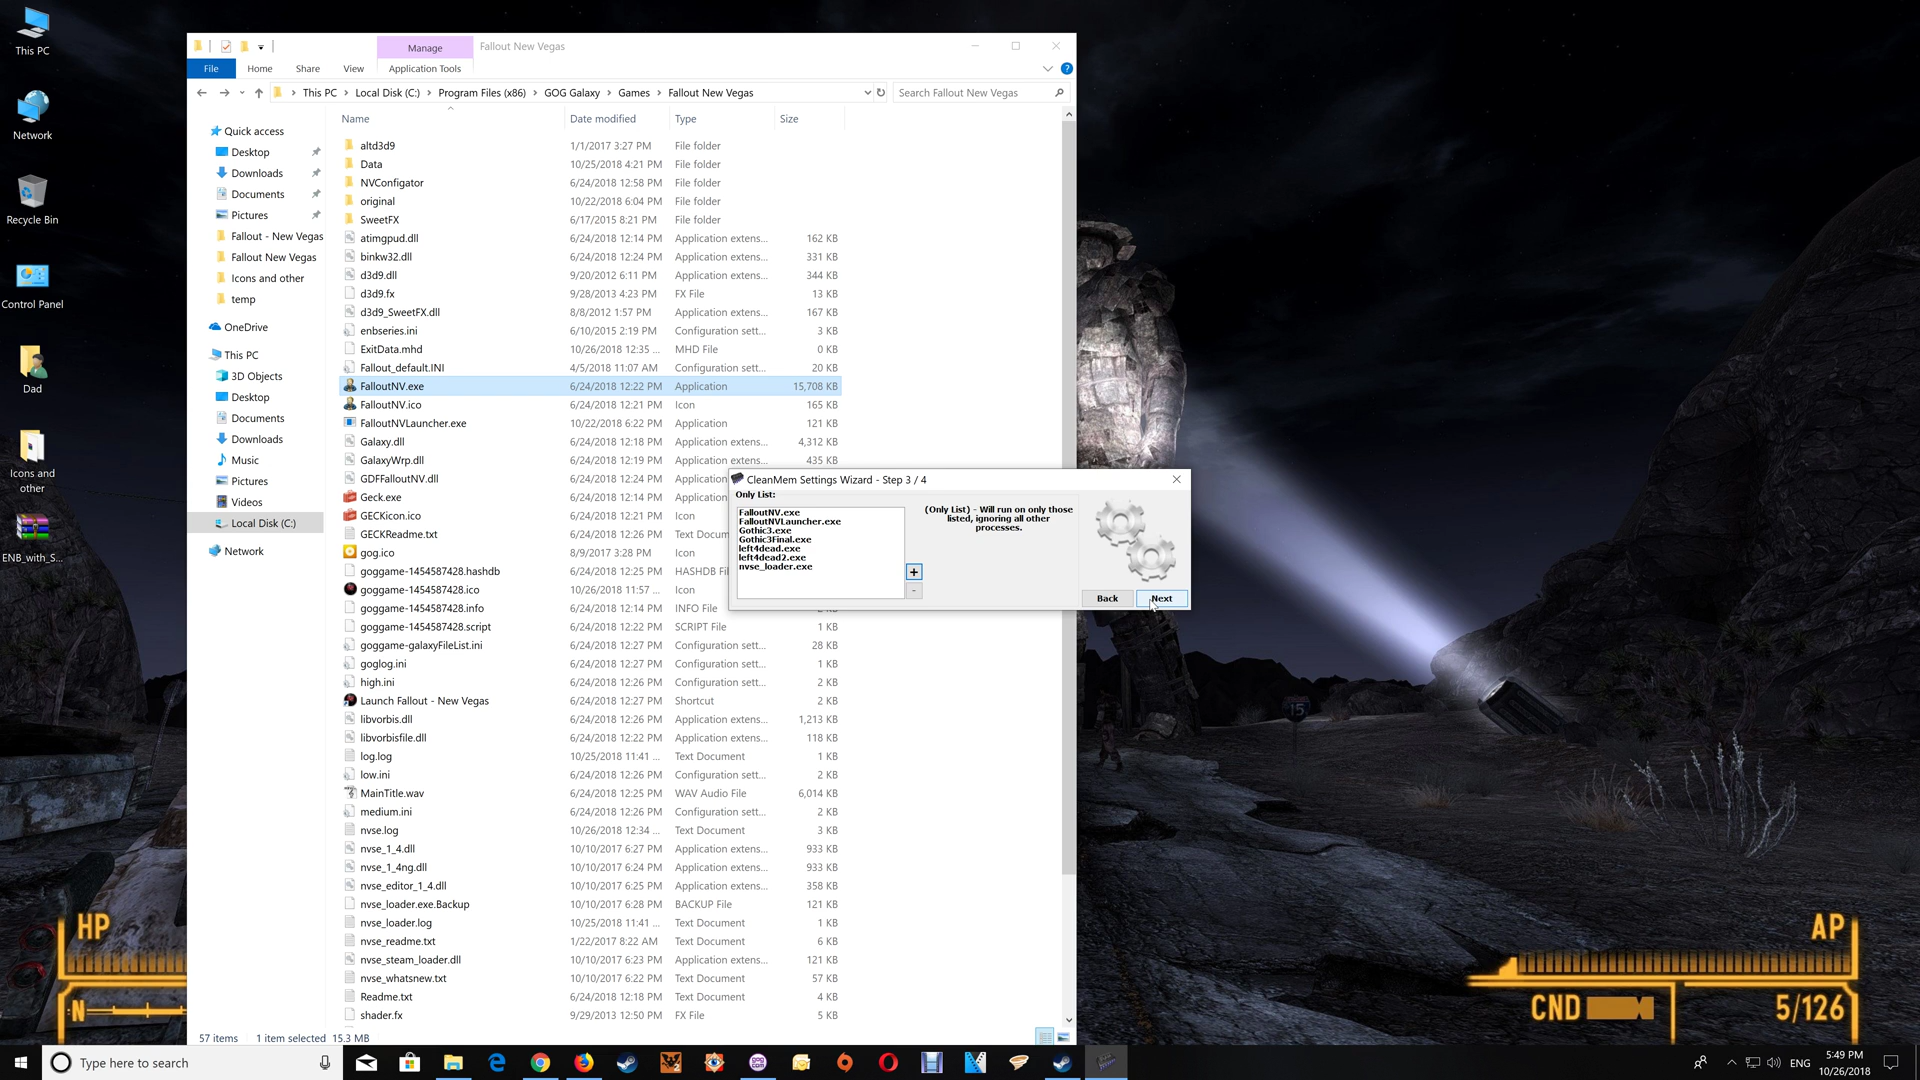 This PC
Network
Recycle Bin
Control Panel
Dad
Icons and
other
ENB_with_S...
Manage
Fallout New Vegas
File
Home
Share
View
Application Tools
This PC > Local Disk (C:) > Program Files (x86) > GOG Galaxy > Games > Fallout New Vegas
Search Fallout New Vegas
Quick access
Desktop
Downloads
Documents
Pictures
Fallout - New Vegas
Fallout New Vegas
Icons and other
temp
OneDrive
This PC
3D Objects
Desktop
Documents
Downloads
Music
Pictures
Videos
Local Disk (C:)
Network
Name Date modified Type Size
altd3d9 1/1/2017 3:27 PM File folder
Data 10/25/2018 4:21 PM File folder
NVConfigator 6/24/2018 12:58 PM File folder
original 10/22/2018 6:04 PM File folder
SweetFX 6/17/2015 8:21 PM File folder
atimgpud.dll 6/24/2018 12:14 PM Application extens... 162 KB
binkw32.dll 6/24/2018 12:24 PM Application extens... 331 KB
d3d9.dll 9/20/2012 6:11 PM Application extens... 344 KB
d3d9.fx 9/28/2013 4:23 PM FX File 13 KB
d3d9_SweetFX.dll 8/8/2012 1:57 PM Application extens... 167 KB
enbseries.ini 6/10/2015 2:19 PM Configuration sett... 3 KB
ExitData.mhd 10/26/2018 12:35 ... MHD File 0 KB
Fallout_default.INI 4/5/2018 11:07 AM Configuration sett... 20 KB
FalloutNV.exe 6/24/2018 12:22 PM Application 15,708 KB
FalloutNV.ico 6/24/2018 12:21 PM Icon 165 KB
FalloutNVLauncher.exe 10/22/2018 6:22 PM Application 121 KB
Galaxy.dll 6/24/2018 12:18 PM Application extens... 4,312 KB
GalaxyWrp.dll 6/24/2018 12:19 PM Application extens... 435 KB
GDFFalloutNV.dll 6/24/2018 12:24 PM Application
Geck.exe 6/24/2018 12:14 PM Application
GECKicon.ico 6/24/2018 12:21 PM Icon
GECKReadme.txt 6/24/2018 12:26 PM Text Docum
gog.ico 8/9/2017 3:28 PM Icon
goggame-1454587428.hashdb 6/24/2018 12:25 PM HASHDB Fil
goggame-1454587428.ico 10/26/2018 11:57 ... Icon
goggame-1454587428.info 6/24/2018 12:14 PM INFO File
goggame-1454587428.script 6/24/2018 12:22 PM SCRIPT File 1 KB
goggame-galaxyFileList.ini 6/24/2018 12:27 PM Configuration sett... 28 KB
goglog.ini 6/24/2018 12:27 PM Configuration sett... 1 KB
high.ini 6/24/2018 12:26 PM Configuration sett... 2 KB
Launch Fallout - New Vegas 6/24/2018 12:27 PM Shortcut 2 KB
libvorbis.dll 6/24/2018 12:26 PM Application extens... 1,213 KB
libvorbisfile.dll 6/24/2018 12:22 PM Application extens... 118 KB
log.log 10/25/2018 11:41 ... Text Document 1 KB
low.ini 6/24/2018 12:26 PM Configuration sett... 2 KB
MainTitle.wav 6/24/2018 12:25 PM WAV Audio File 6,014 KB
medium.ini 6/24/2018 12:26 PM Configuration sett... 2 KB
nvse.log 10/26/2018 12:34 ... Text Document 3 KB
nvse_1_4.dll 10/10/2017 6:27 PM Application extens... 933 KB
nvse_1_4ng.dll 10/10/2017 6:24 PM Application extens... 933 KB
nvse_editor_1_4.dll 10/10/2017 6:25 PM Application extens... 358 KB
nvse_loader.exe.Backup 10/10/2017 6:28 PM BACKUP File 121 KB
nvse_loader.log 10/25/2018 11:41 ... Text Document 1 KB
nvse_readme.txt 1/22/2017 8:22 AM Text Document 6 KB
nvse_steam_loader.dll 10/10/2017 6:23 PM Application extens... 121 KB
nvse_whatsnew.txt 10/10/2017 6:22 PM Text Document 57 KB
Readme.txt 6/24/2018 12:18 PM Text Document 4 KB
shader.fx 9/29/2013 12:50 PM FX File 5 KB
57 items 1 item selected 15.3 MB
CleanMem Settings Wizard - Step 3 / 4
Only List:
FalloutNV.exe
FalloutNVLauncher.exe
Gothic3.exe
Gothic3Final.exe
left4dead.exe
left4dead2.exe
nvse_loader.exe
+
-
(Only List) - Will run on only those
listed, ignoring all other
processes.
Back
Next
15
HP
N
AP
CND
5/126
Type here to search
ENG
5:49 PM
10/26/2018